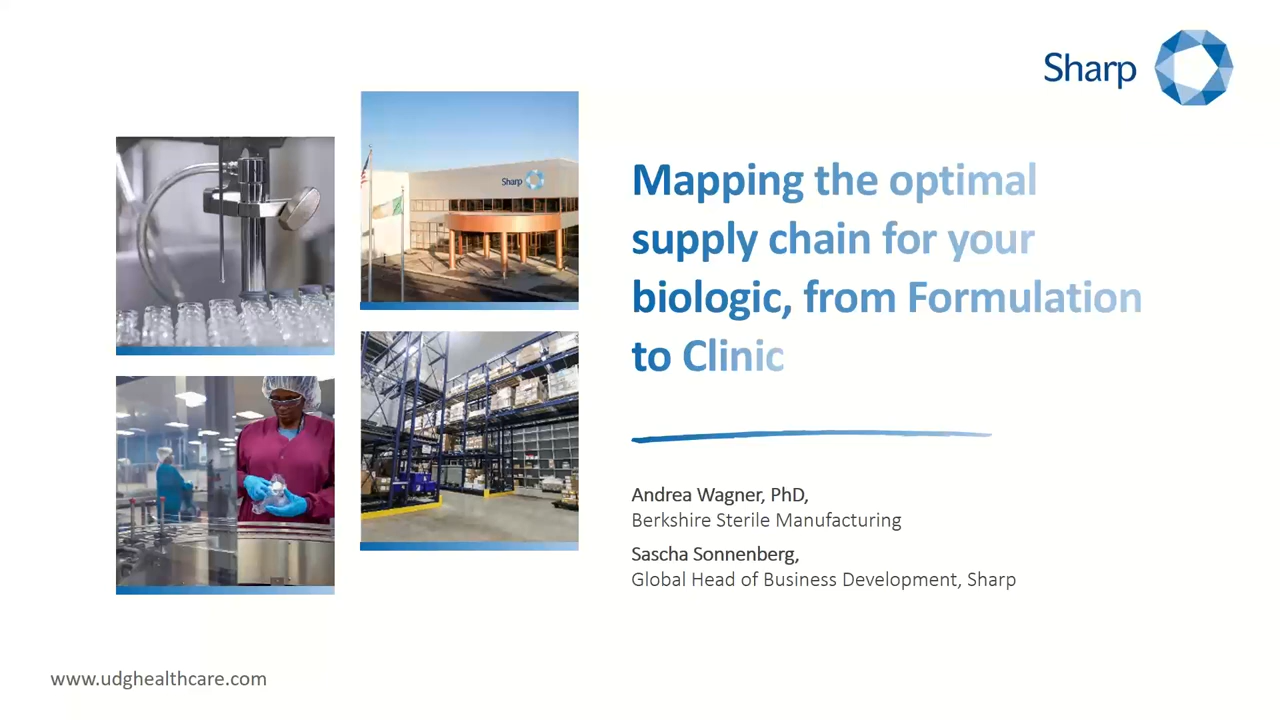 Sharp
Sharp
Mapping the optimal
supply chain for your
biologic, from Formulation
to Clinic
Andrea Wagner, PhD,
Berkshire Sterile Manufacturing
Sascha Sonnenberg,
Global Head of Business Development, Sharp
www.udghealthcare.com